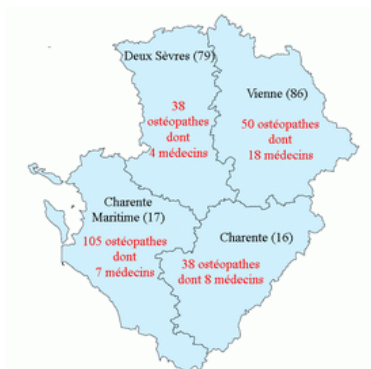 Deux Sèvres (79)
38
ostéopathes
dont
4 médecins
Vienne (86)
50 ostéopathes
dont
18 médecins
Charente
Maritime (17)
105 ostéopathes
dont
7 médecins
Charente (16)
38 ostéopathes
dont 8 médecins